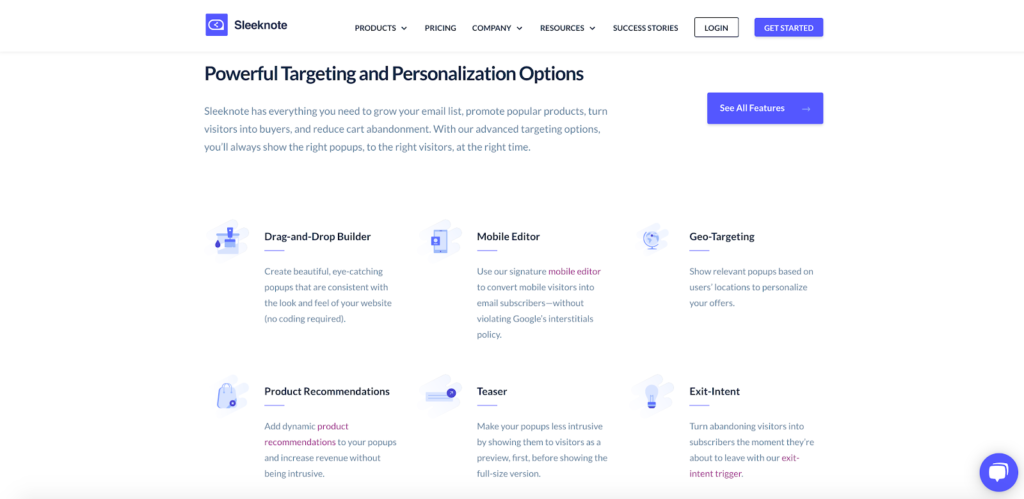 Sleeknote
PRODUCTS
PRICING
COMPANY
RESOURCES
SUCCESS STORIES
LOGIN
GET STARTED
Powerful Targeting and Personalization Options
Sleeknote has everything you need to grow your email list, promote popular products, turn
visitors into buyers, and reduce cart abandonment. With our advanced targeting options,
you'll always show the right popups, to the right visitors, at the right time.
See All Features →
Drag-and-Drop Builder
Create beautiful, eye-catching
popups that are consistent with
the look and feel of your website
(no coding required).
Mobile Editor
Use our signature mobile editor
to convert mobile visitors into
email subscribers—without
violating Google's interstitials
policy.
Geo-Targeting
Show relevant popups based on
users' locations to personalize
your offers.
Product Recommendations
Add dynamic product
recommendations to your popups
and increase revenue without
being intrusive.
Teaser
Make your popups less intrusive
by showing them to visitors as a
preview, first, before showing the
full-size version.
Exit-Intent
Turn abandoning visitors into
subscribers the moment they're
about to leave with our exit-
intent trigger.